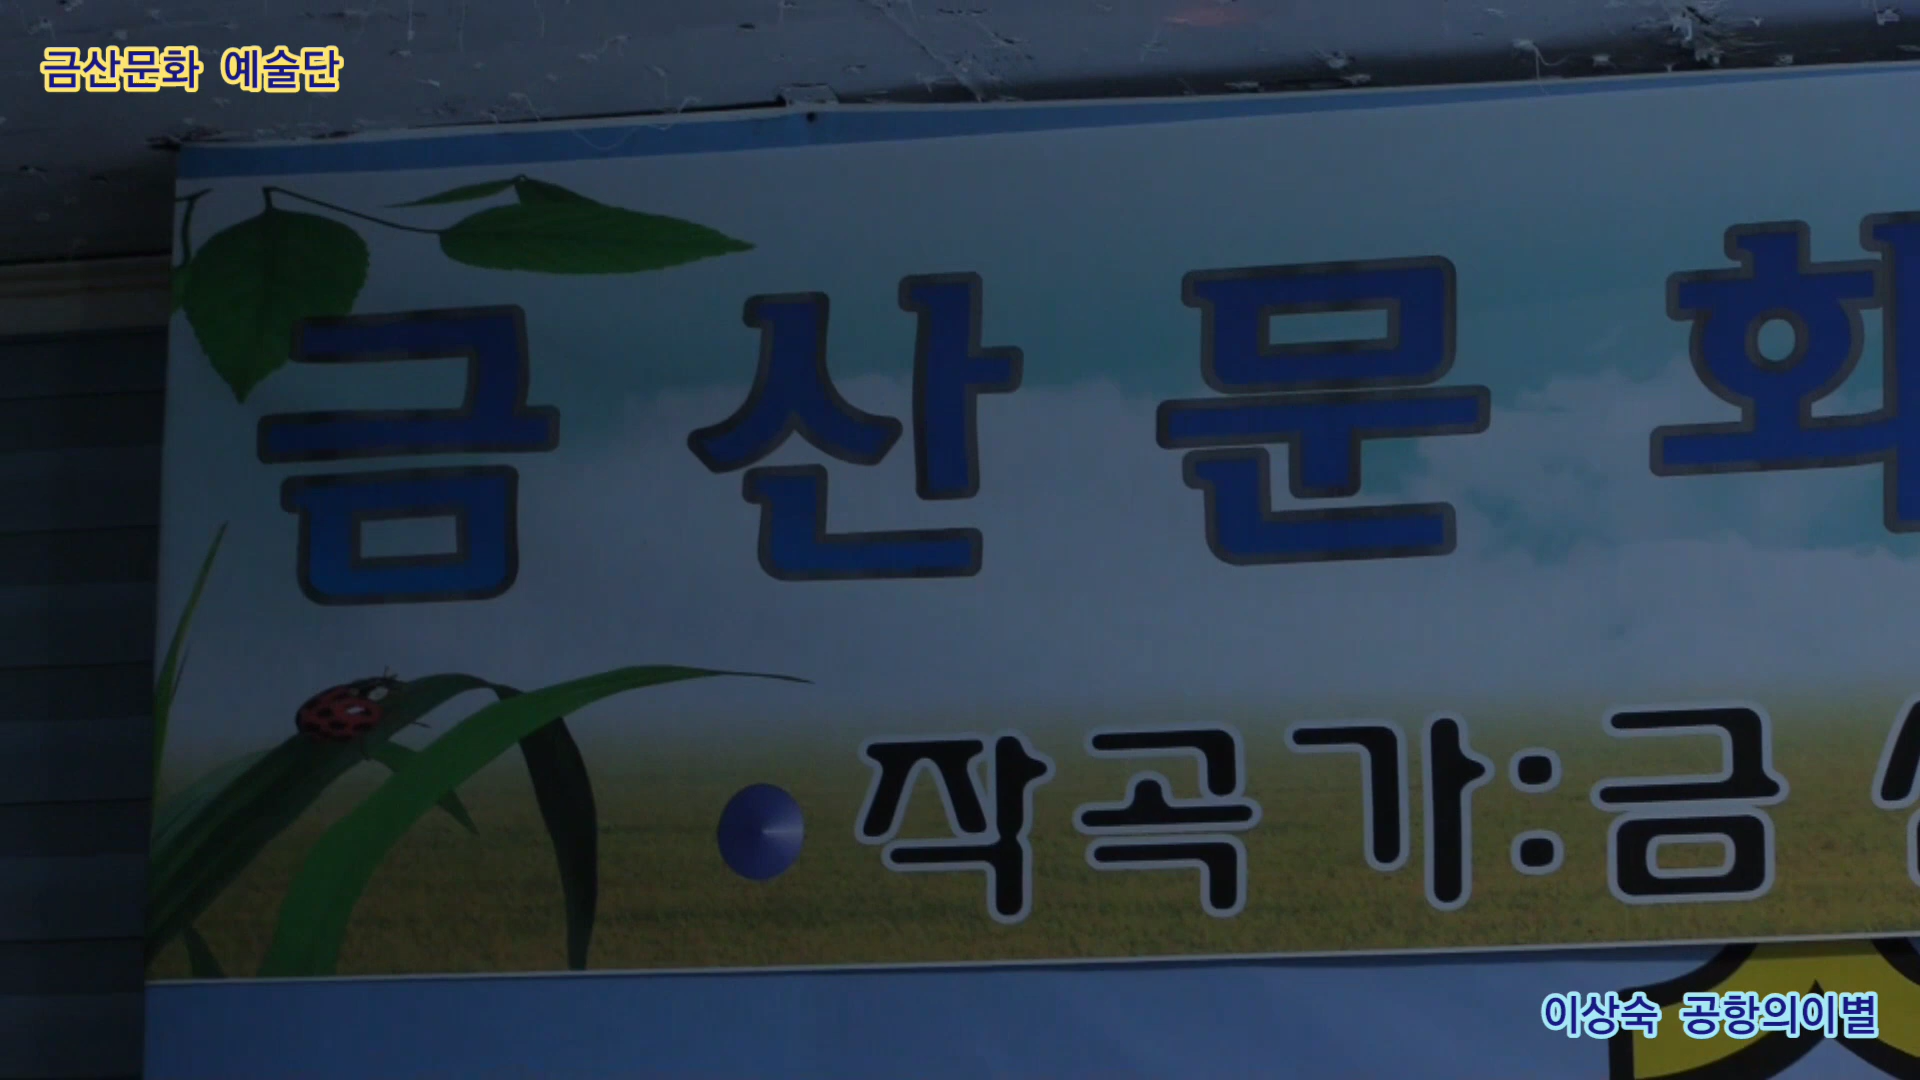 금산문화 예술단
금산문화
작곡가:금
이상숙 공항의이별